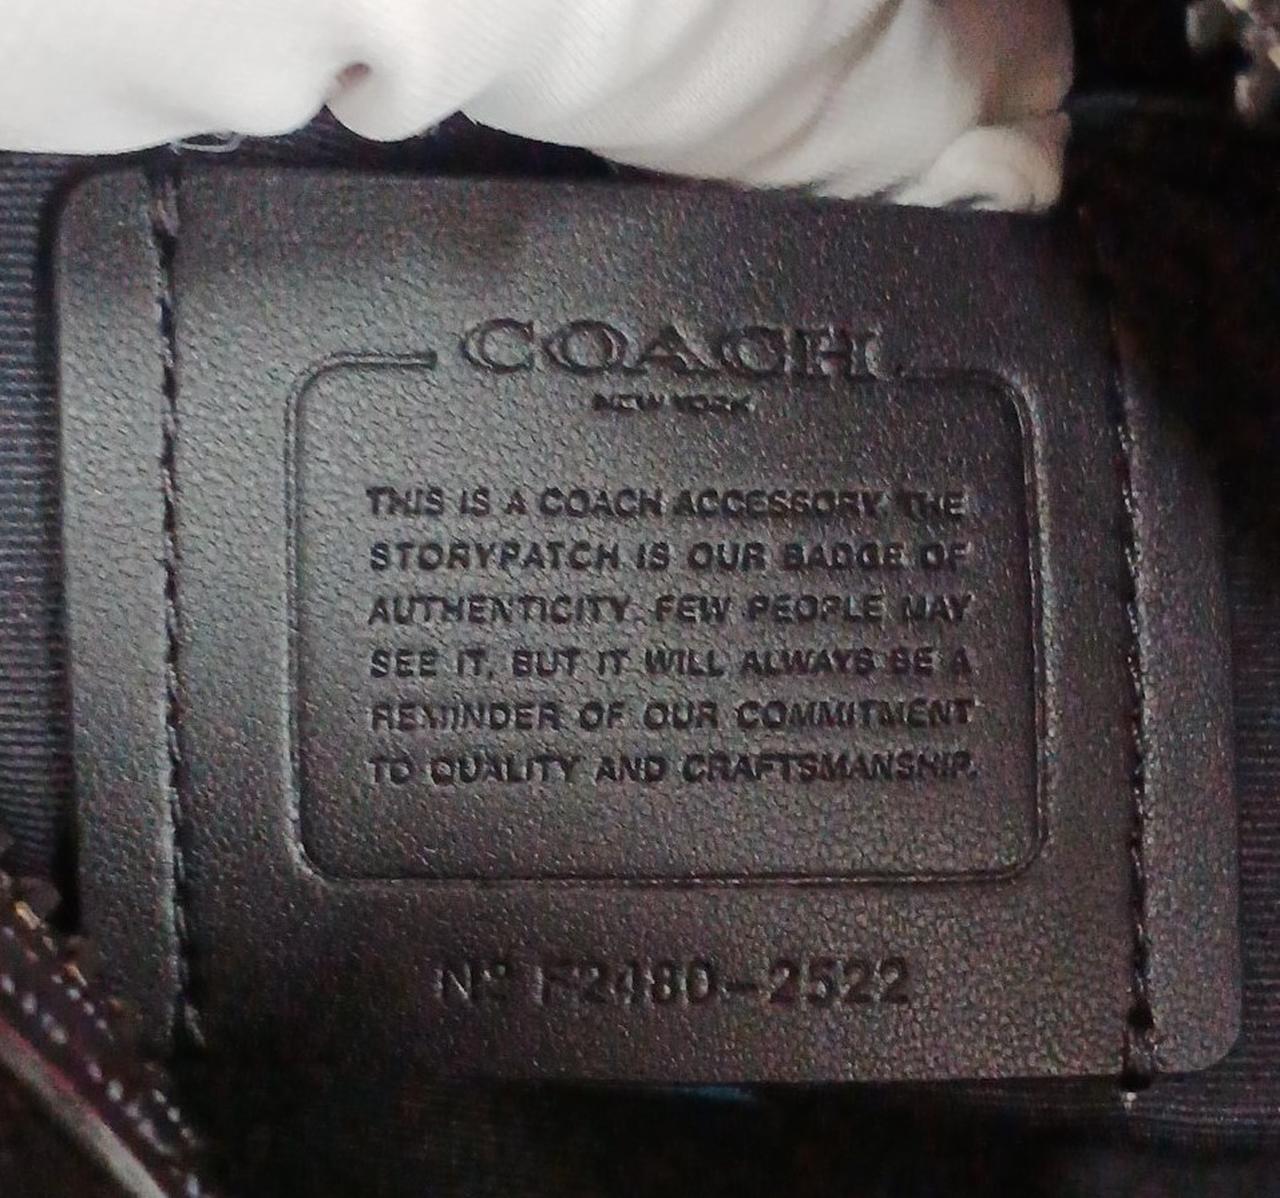 COACH
NEW YORK
THIS IS A COACH ACCESSORY. THE
STORYPATCH IS OUR BADGE OF
AUTHENTICITY. FEW PEOPLE MAY
SEE IT, BUT IT WILL ALWAYS BE A
REMINDER OF OUR COMMITMENT
TO QUALITY AND CRAFTSMANSHIP.
Nº F2480-2522